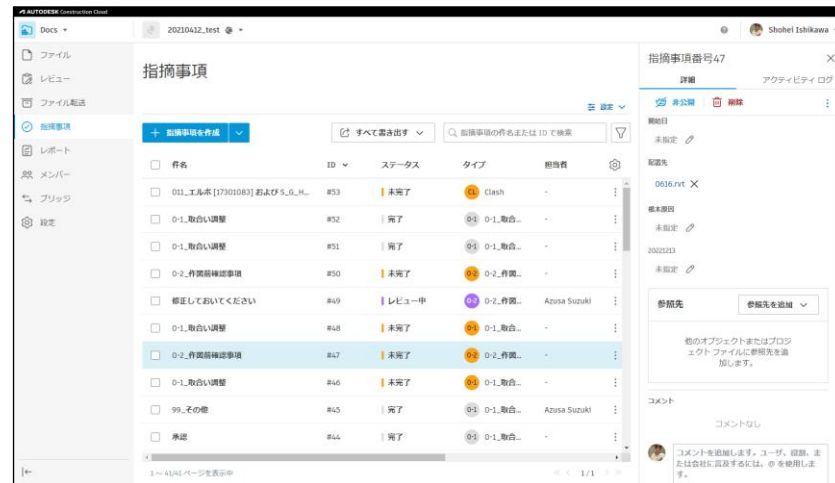 AUTODESK Construction Cloud
Docs
20210412_test
Shohei Ishikawa
ファイル
レビュー
ファイル転送
指摘事項
レポート
メンバー
ブリッジ
設定
指摘事項
設定
+ 指摘事項を作成
すべて書き出す
指摘事項の件名または ID で検索
件名 ID ステータス タイプ 担当者
011_エルボ [17301083] および S_G_H... #53 未完了 CL Clash -
0-1_取合い調整 #52 完了 0-1 0-1_取合... -
0-1_取合い調整 #51 完了 0-1 0-1_取合... -
0-2_作図前確認事項 #50 未完了 0-2 0-2_作図... -
修正しておいてください #49 レビュー中 0-2 0-2_作図... Azusa Suzuki
0-1_取合い調整 #48 未完了 0-1 0-1_取合... -
0-2_作図前確認事項 #47 未完了 0-2 0-2_作図... -
0-1_取合い調整 #46 未完了 0-1 0-1_取合... -
99_その他 #45 完了 0-1 0-1_取合... Azusa Suzuki
承認 #44 完了 0-1 0-1_取合... -
1～41/41 ページを表示中
1/1
指摘事項番号47
詳細 アクティビティ ログ
非公開 削除
開始日
未指定
配置先
0616.rvt
根本原因
未指定
20221213
未指定
参照先 参照先を追加
他のオブジェクトまたはプロジ
ェクト ファイルに参照先を追
加します。
コメント
コメントなし
コメントを追加します。ユーザ、役割、ま
たは会社に言及するには、@ を使用しま
す。